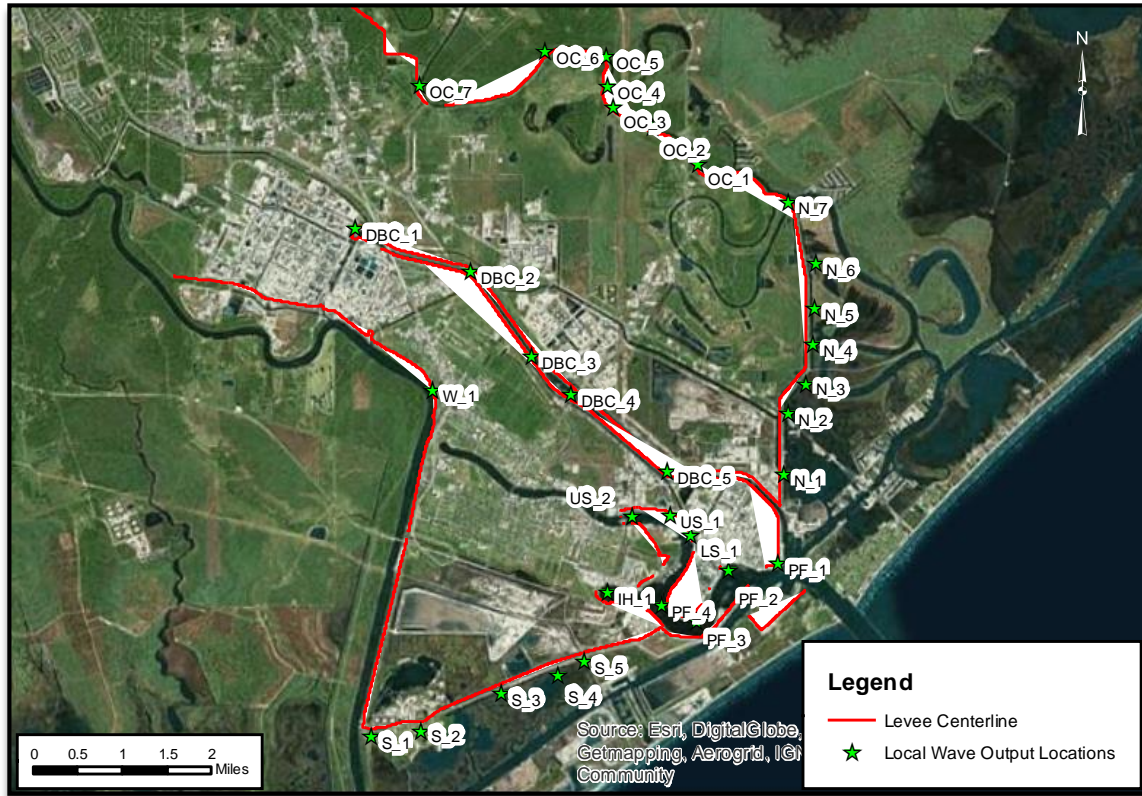 N
OC_6
OC_5
OC_7
OC_4
OC_3
OC_2
OC_1
N_7
DBC_1
DBC_2
N_6
N_5
N_4
DBC_3
N_3
W_1
DBC_4
N_2
DBC_5
N_1
US_2
US_1
LS_1
PF_1
IH_1
PF_2
PF_4
PF_3
S_5
S_4
S_3
S_2
S_1
Source: Esri, DigitalGlobe,
Getmapping, Aerogrid, IGN
Community
Legend
Levee Centerline
Local Wave Output Locations
0 0.5 1 1.5 2
Miles